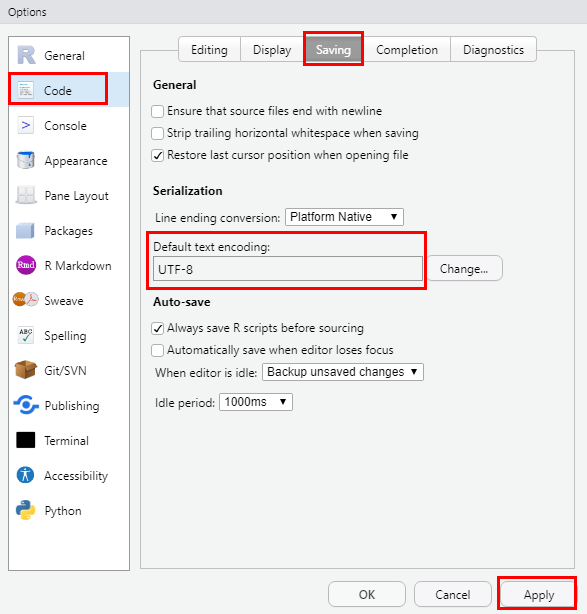 Options
General
Code
Console
Appearance
Pane Layout
Packages
Rmd R Markdown
Rnw Sweave
ABC Spelling
Git/SVN
Publishing
Terminal
Accessibility
Python
Editing Display Saving Completion Diagnostics
General
Ensure that source files end with newline
Strip trailing horizontal whitespace when saving
Restore last cursor position when opening file
Serialization
Line ending conversion: Platform Native
Default text encoding:
UTF-8 Change...
Auto-save
Always save R scripts before sourcing
Automatically save when editor loses focus
When editor is idle: Backup unsaved changes
Idle period: 1000ms
OK Cancel Apply